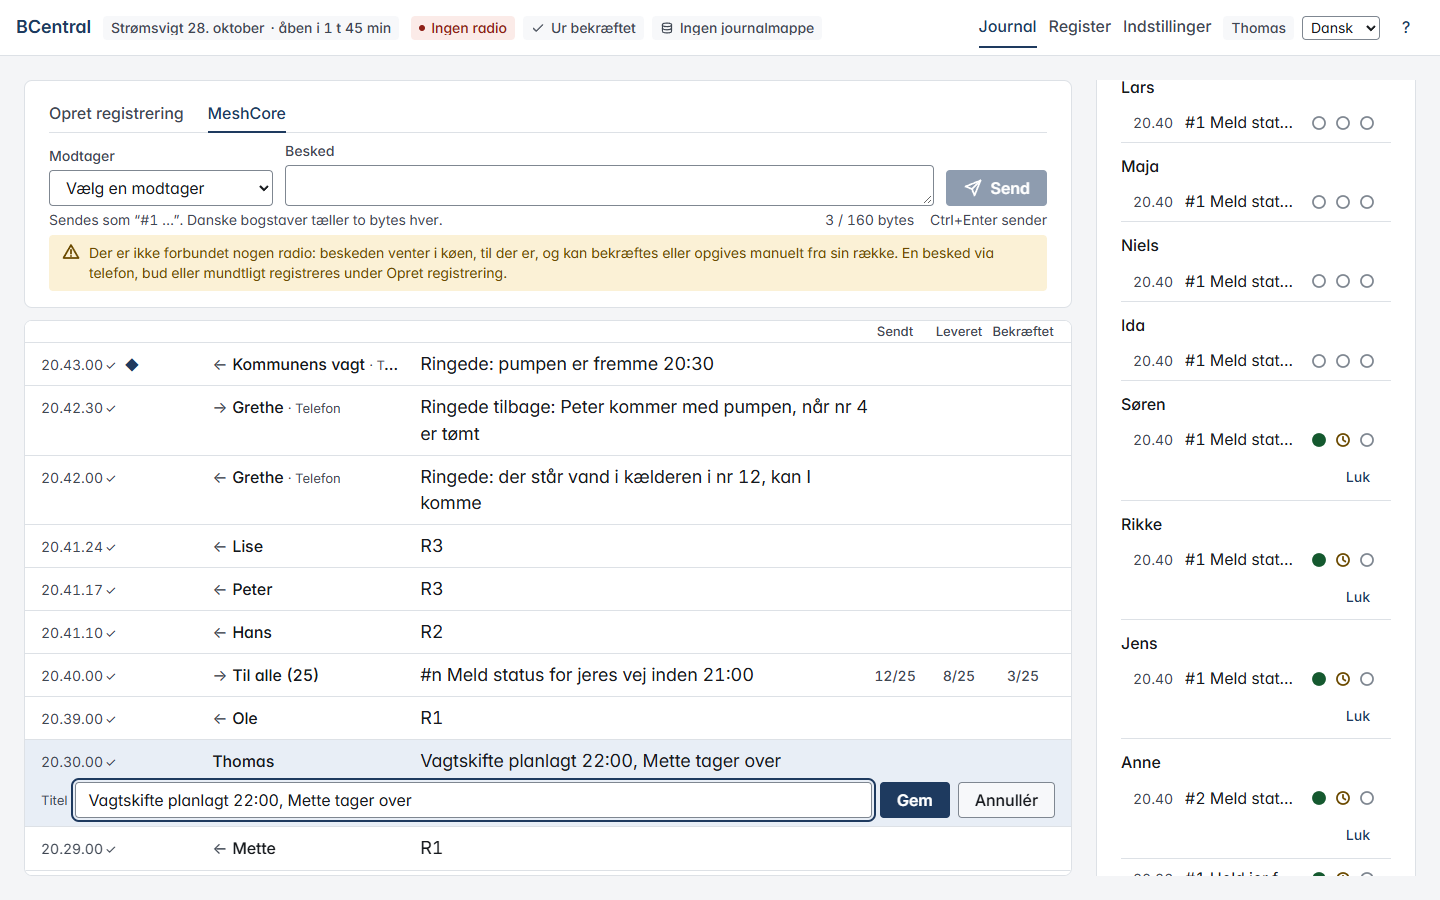 BCentral
Strømsvigt 28. oktober · åben i 1 t 45 min
Ingen radio
Ur bekræftet
Ingen journalmappe
Journal
Register
Indstillinger
Thomas
Dansk
?
Opret registrering
MeshCore
Modtager
Besked
Vælg en modtager
Send
Sendes som “#1 …”. Danske bogstaver tæller to bytes hver.
3 / 160 bytes
Ctrl+Enter sender
Der er ikke forbundet nogen radio: beskeden venter i køen, til der er, og kan bekræftes eller opgives manuelt fra sin række. En besked via
telefon, bud eller mundtligt registreres under Opret registrering.
Sendt Leveret Bekræftet
20.43.00 ← Kommunens vagt · T... Ringede: pumpen er fremme 20:30
20.42.30 → Grethe · Telefon Ringede tilbage: Peter kommer med pumpen, når nr 4
er tømt
20.42.00 ← Grethe · Telefon Ringede: der står vand i kælderen i nr 12, kan I
komme
20.41.24 ← Lise R3
20.41.17 ← Peter R3
20.41.10 ← Hans R2
20.40.00 → Til alle (25) #n Meld status for jeres vej inden 21:00 12/25 8/25 3/25
20.39.00 ← Ole R1
20.30.00 Thomas Vagtskifte planlagt 22:00, Mette tager over
Titel Vagtskifte planlagt 22:00, Mette tager over Gem Annullér
20.29.00 ← Mette R1
Lars
20.40 #1 Meld stat...
Maja
20.40 #1 Meld stat...
Niels
20.40 #1 Meld stat...
Ida
20.40 #1 Meld stat...
Søren
20.40 #1 Meld stat...
Luk
Rikke
20.40 #1 Meld stat...
Luk
Jens
20.40 #1 Meld stat...
Luk
Anne
20.40 #2 Meld stat...
Luk